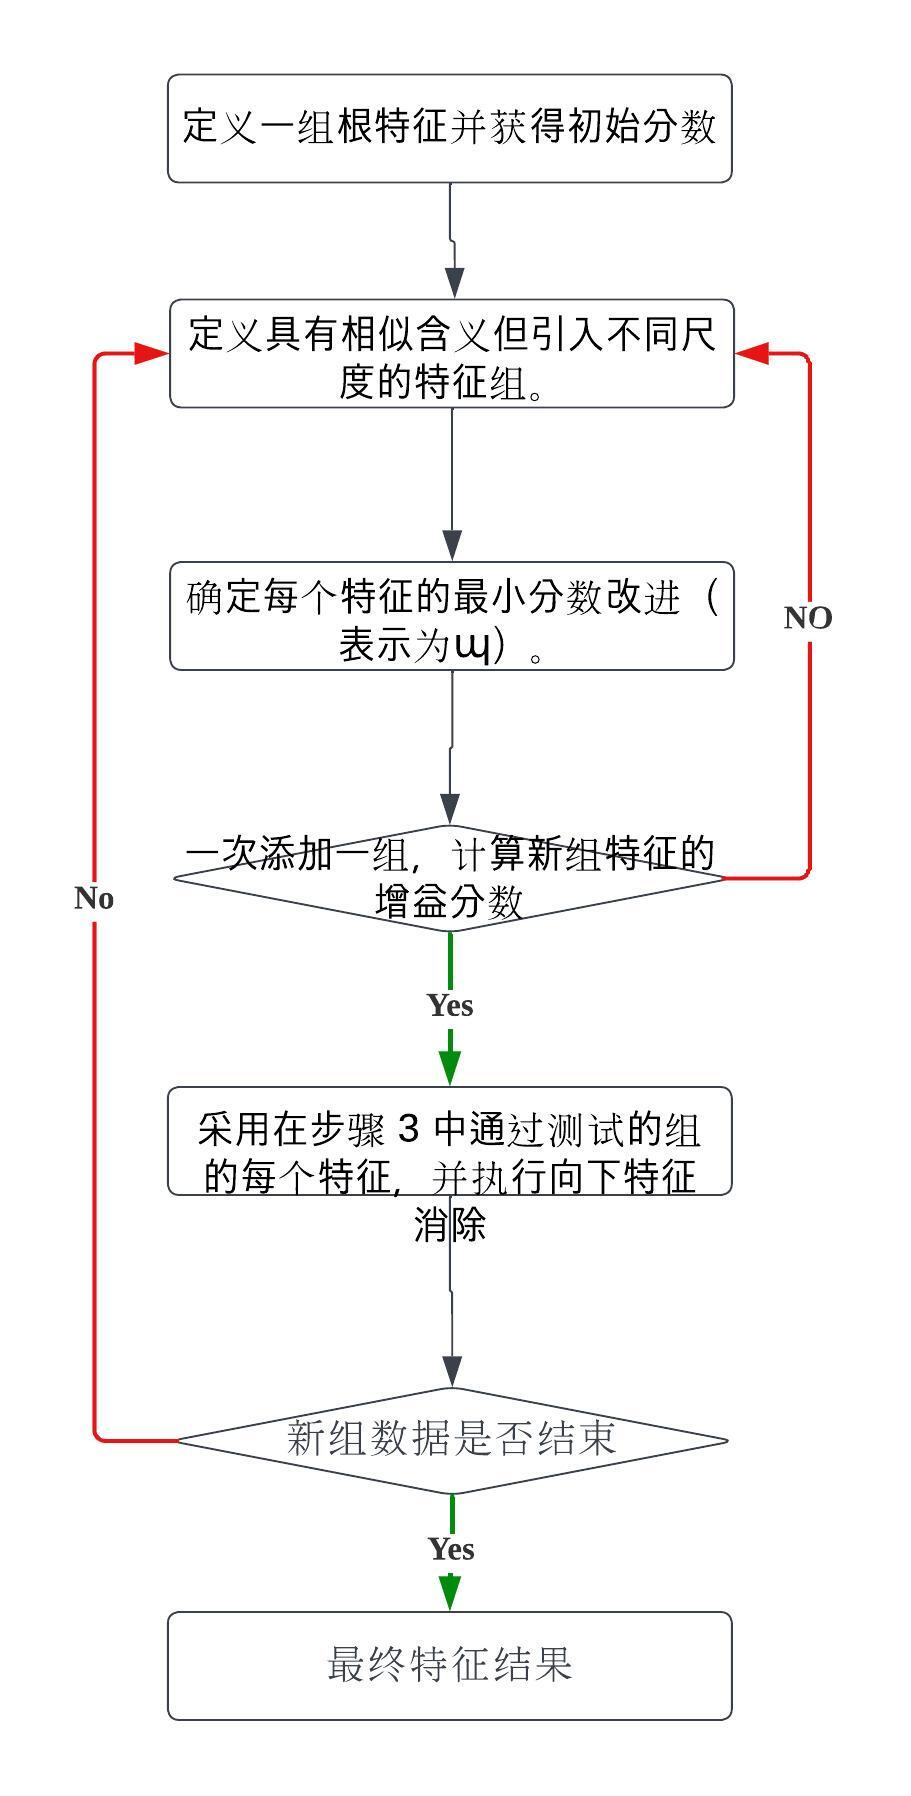 定义一组根特征并获得初始分数
定义具有相似含义但引入不同尺
度的特征组。
确定每个特征的最小分数改进（
表示为ɰ）。
NO
一次添加一组，计算新组特征的
增益分数
No
Yes
采用在步骤 3 中通过测试的组
的每个特征，并执行向下特征
消除
新组数据是否结束
Yes
最终特征结果